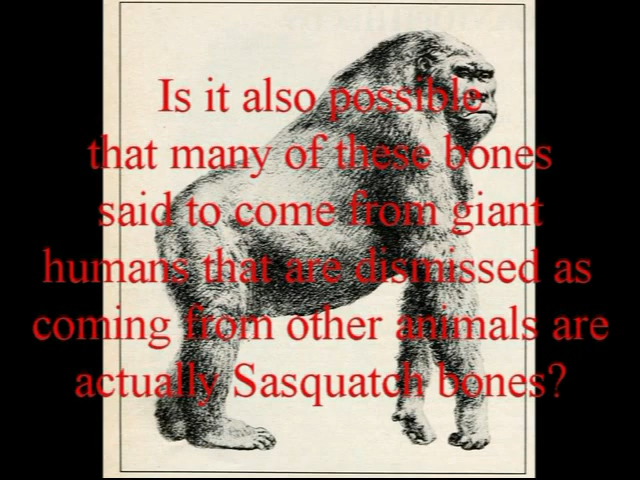 Is it also possible
that many of these bones
said to come from giant
humans that are dismissed as
coming from other animals are
actually Sasquatch bones?